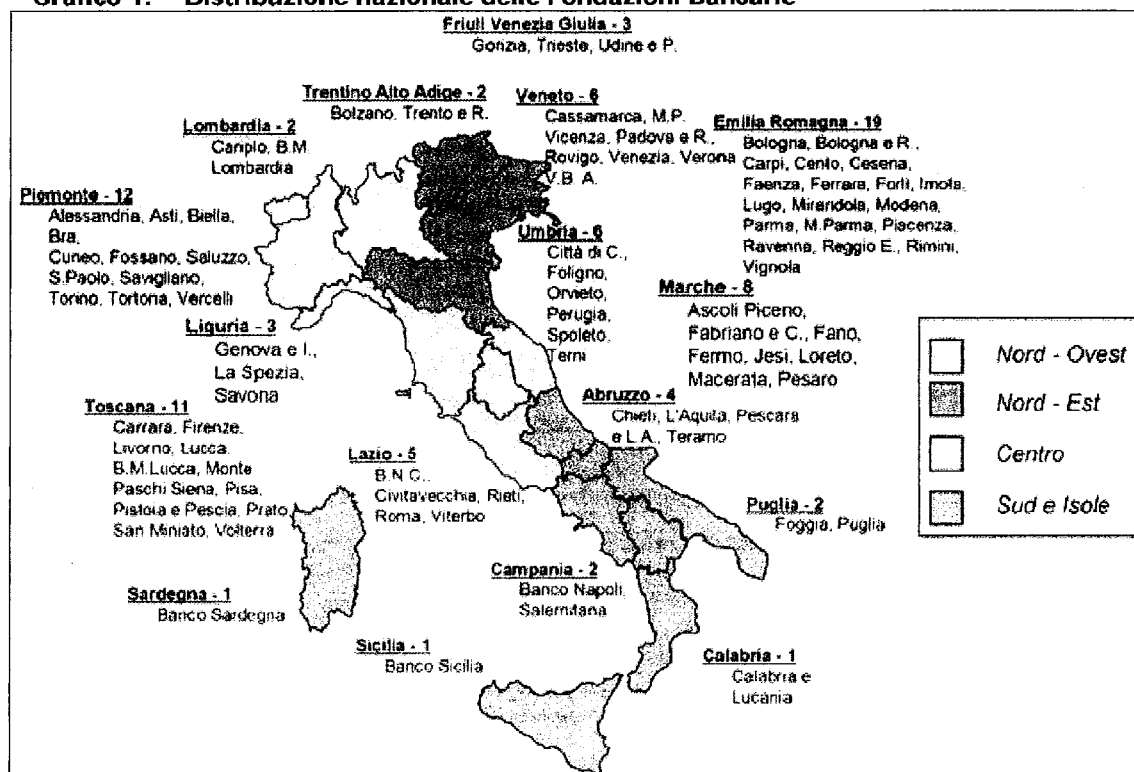 Grafico 1. Distribuzione nazionale delle Fondazioni Bancarie
Friuli Venezia Giulia - 3
Gorizia, Trieste, Udine e P.
Trentino Alto Adige - 2
Bolzano, Trento e R.
Veneto - 6
Cassamarca, M.P.
Vicenza, Padova e R.,
Rovigo, Venezia, Verona
V.B. A.
Emilia Romagna - 19
Bologna, Bologna e R.,
Carpi, Cento, Cesena,
Faenza, Ferrara, Forlì, Imola,
Lugo, Mirandola, Modena,
Parma, M.Parma, Piacenza,
Ravenna, Reggio E., Rimini,
Vignola
Lombardia - 2
Cariplo, B.M.
Lombardia
Piemonte - 12
Alessandria, Asti, Biella,
Bra,
Cuneo, Fossano, Saluzzo,
S.Paolo, Savigliano,
Torino, Tortona, Vercelli
Umbria - 6
Città di C.,
Foligno,
Orvieto,
Perugia,
Spoleto,
Terni
Marche - 8
Ascoli Piceno,
Fabriano e C., Fano,
Fermo, Jesi, Loreto,
Macerata, Pesaro
Liguria - 3
Genova e I.,
La Spezia,
Savona
Toscana - 11
Carrara, Firenze,
Livorno, Lucca,
B.M.Lucca, Monte
Paschi Siena, Pisa,
Pistoia e Pescia, Prato,
San Miniato, Volterra
Lazio - 5
B.N.C.,
Civitavecchia, Rieti,
Roma, Viterbo
Abruzzo - 4
Chieti, L'Aquila, Pescara
e L.A., Teramo
Puglia - 2
Foggia, Puglia
Campania - 2
Banco Napoli,
Salernitana
Sardegna - 1
Banco Sardegna
Sicilia - 1
Banco Sicilia
Calabria - 1
Calabria e
Lucania
Nord - Ovest
Nord - Est
Centro
Sud e Isole